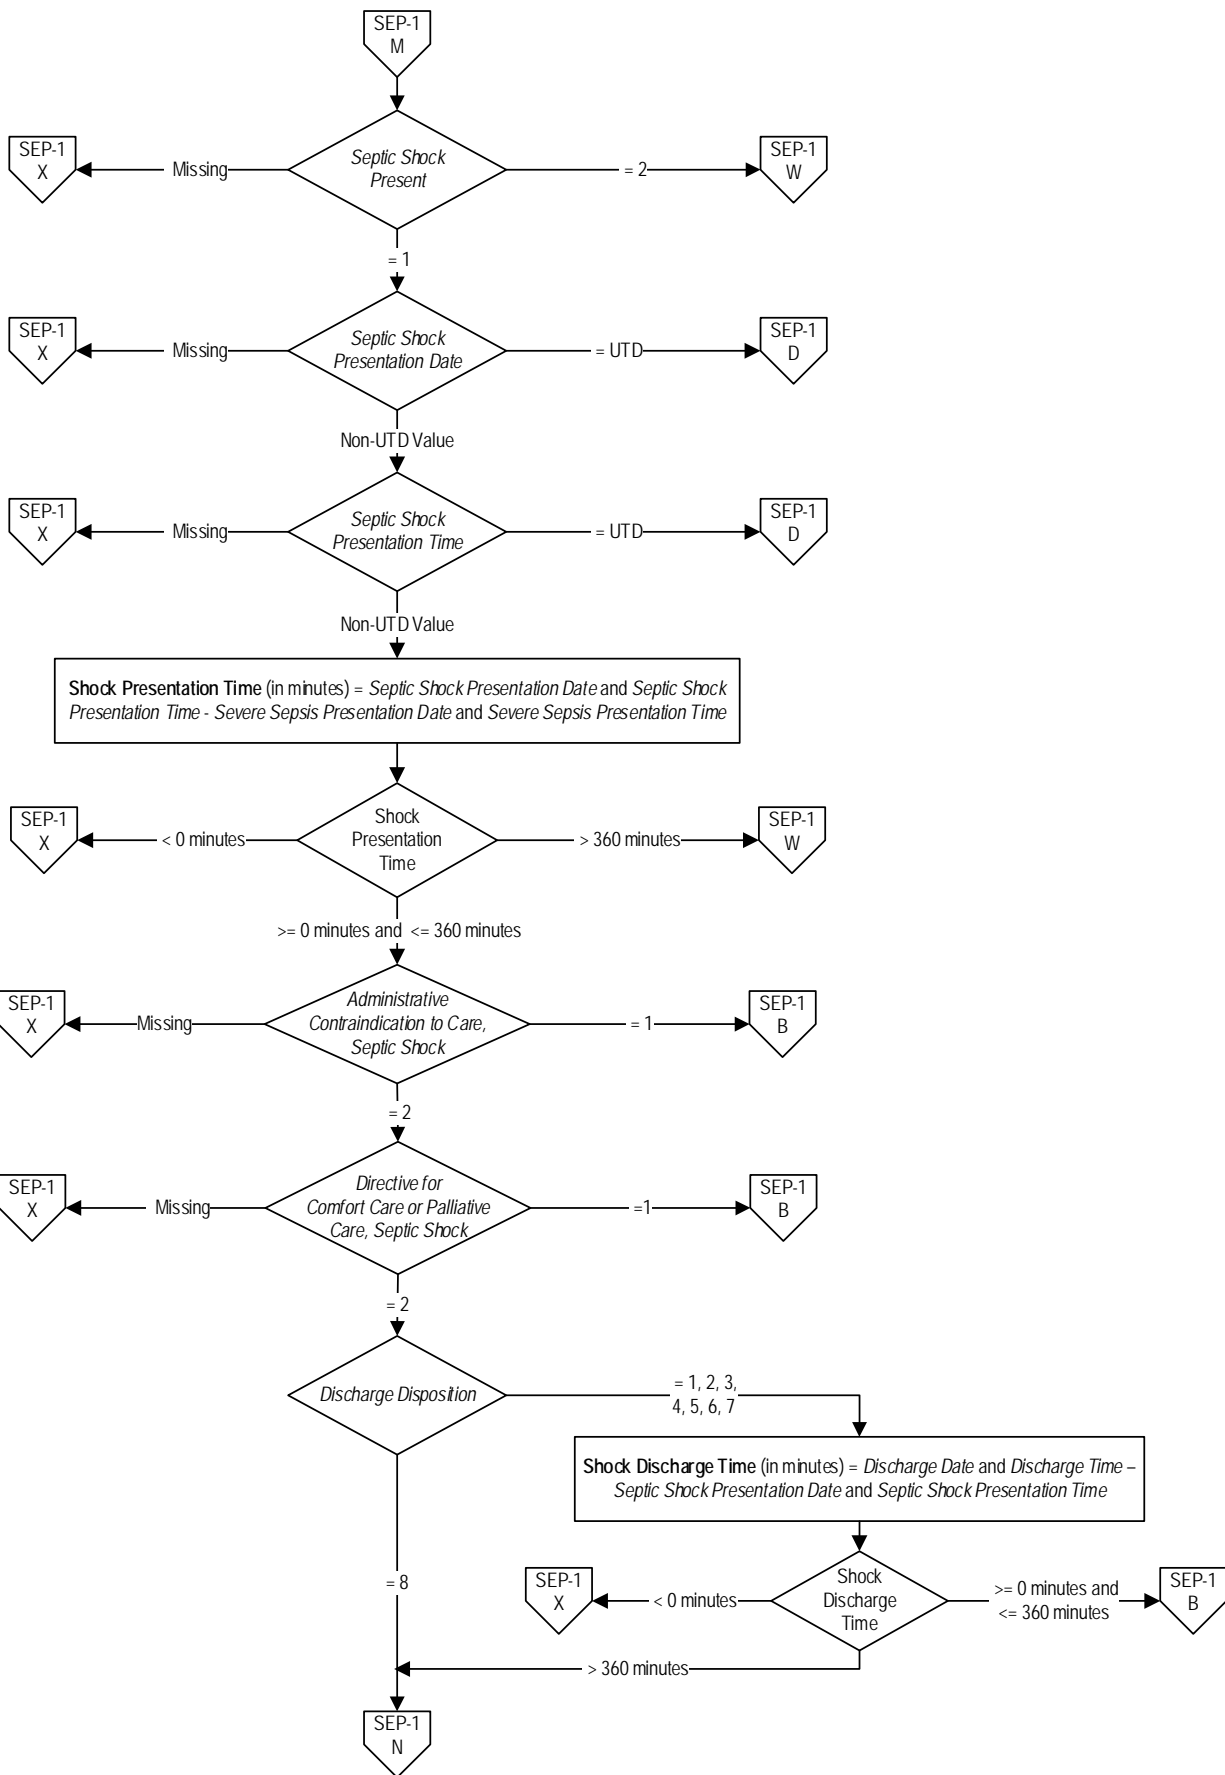 SEP-1
M
SEP-1
X
Missing
Septic Shock
Present
= 2
SEP-1
W
= 1
SEP-1
X
Missing
Septic Shock
Presentation Date
= UTD
SEP-1
D
Non-UTD Value
SEP-1
X
Missing
Septic Shock
Presentation Time
= UTD
SEP-1
D
Non-UTD Value
Shock Presentation Time (in minutes) = Septic Shock Presentation Date and Septic Shock
Presentation Time - Severe Sepsis Presentation Date and Severe Sepsis Presentation Time
SEP-1
X
< 0 minutes
Shock
Presentation
Time
> 360 minutes
SEP-1
W
>= 0 minutes and <= 360 minutes
SEP-1
X
Missing
Administrative
Contraindication to Care,
Septic Shock
= 1
SEP-1
B
= 2
SEP-1
X
Missing
Directive for
Comfort Care or Palliative
Care, Septic Shock
=1
SEP-1
B
= 2
Discharge Disposition
= 1, 2, 3,
4, 5, 6, 7
Shock Discharge Time (in minutes) = Discharge Date and Discharge Time –
Septic Shock Presentation Date and Septic Shock Presentation Time
= 8
SEP-1
X
< 0 minutes
Shock
Discharge
Time
>= 0 minutes and
<= 360 minutes
SEP-1
B
> 360 minutes
SEP-1
N